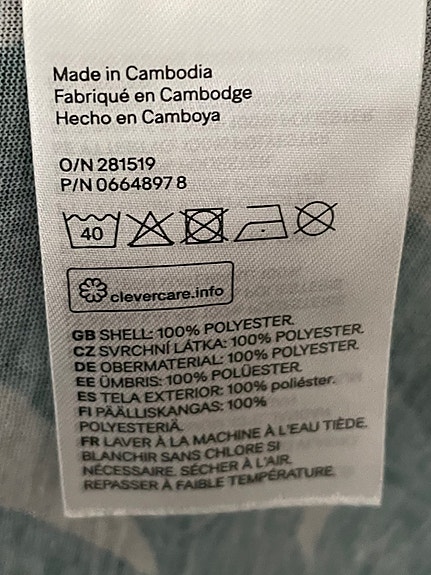 Made in Cambodia
Fabriqué en Cambodge
Hecho en Camboya
O/N 281519
P/N 0664897 8
40
clevercare.info
GB SHELL: 100% POLYESTER.
CZ SVRCHNÍ LÁTKA: 100% POLYESTER.
DE OBERMATERIAL: 100% POLYESTER.
EE ÜMBRIS: 100% POLÜESTER.
ES TELA EXTERIOR: 100% poliéster.
FI PÄÄLLISKANGAS: 100%
POLYESTERIÄ.
FR LAVER À LA MACHINE À L'EAU TIÈDE.
BLANCHIR SANS CHLORE SI
NÉCESSAIRE. SÉCHER À L'AIR.
REPASSER À FAIBLE TEMPÉRATURE.